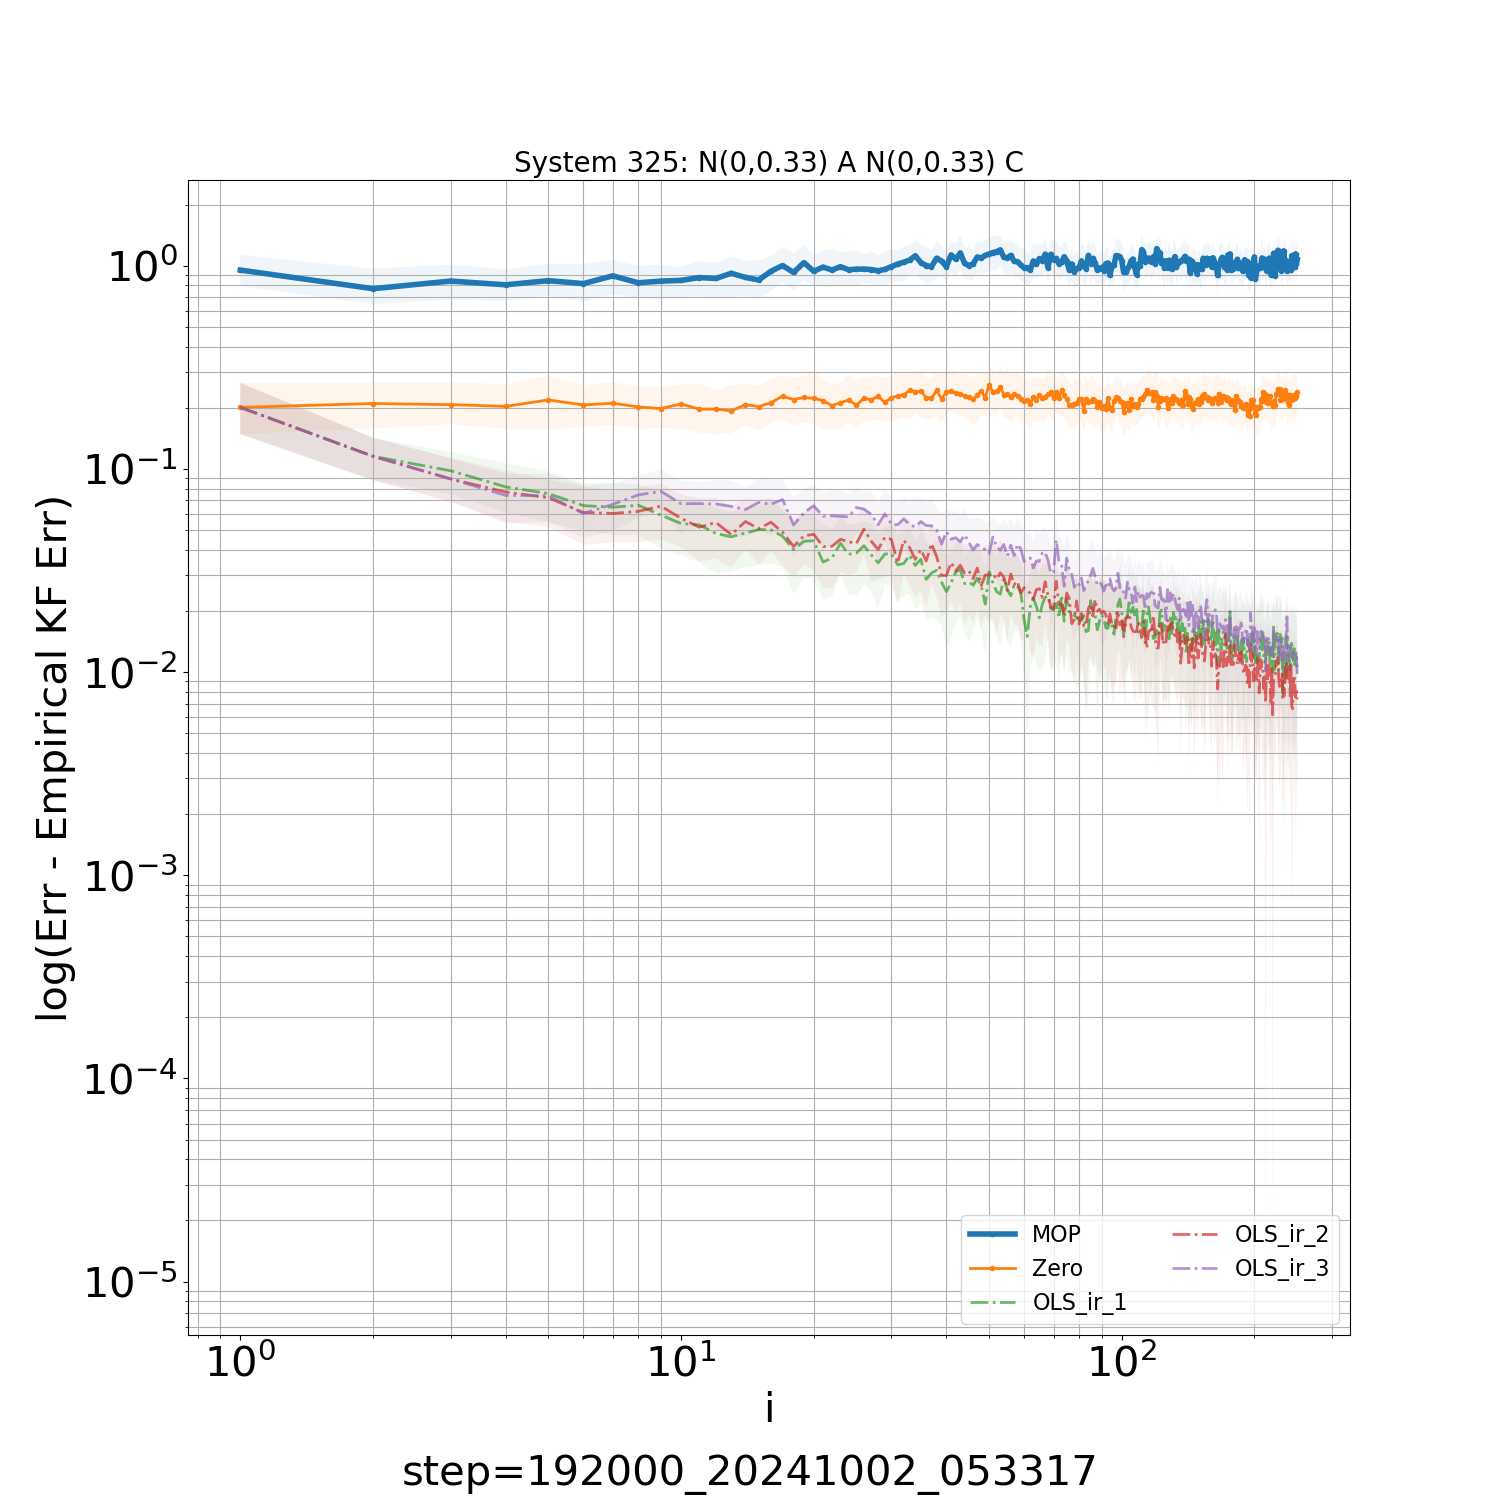 System 325: N(0,0.33) A N(0,0.33) C
log(Err - Empirical KF Err)
10^0
10^-1
10^-2
10^-3
10^-4
10^-5
MOP
Zero
OLS_ir_1
OLS_ir_2
OLS_ir_3
10^0 10^1 10^2
i
step=192000_20241002_053317